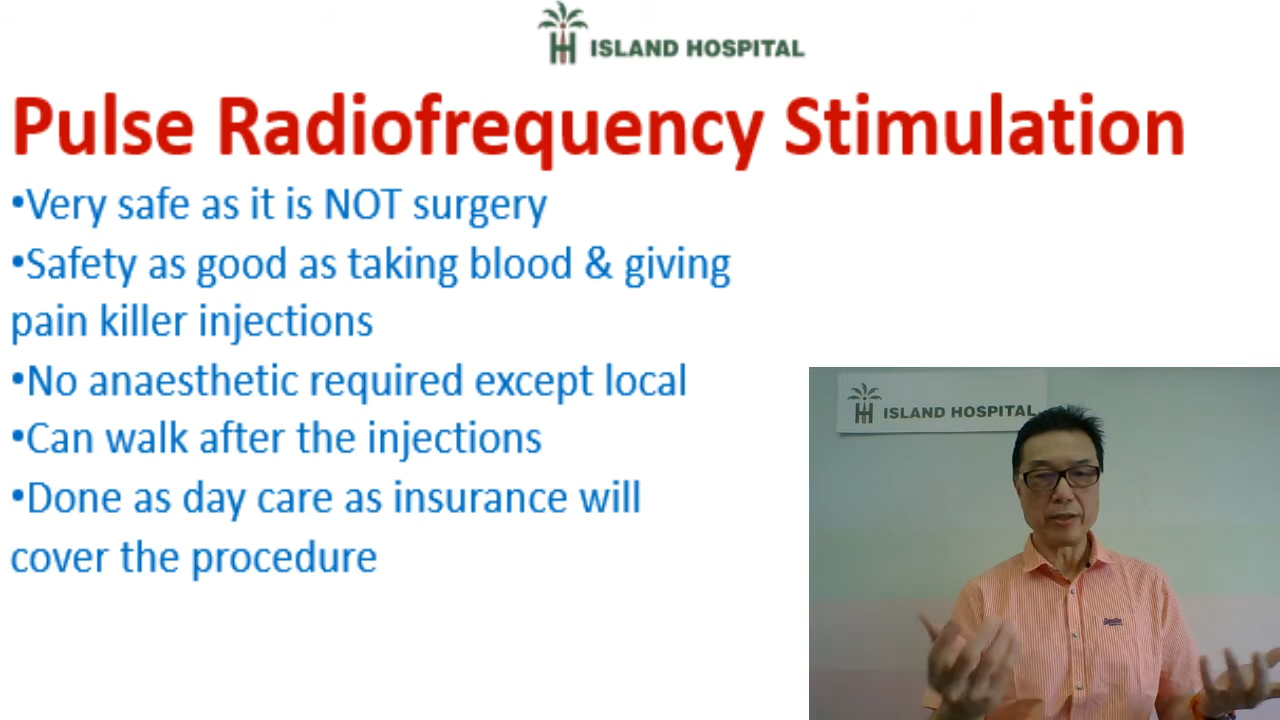 ISLAND HOSPITAL
Pulse Radiofrequency Stimulation
•Very safe as it is NOT surgery
•Safety as good as taking blood & giving
pain killer injections
•No anaesthetic required except local
•Can walk after the injections
•Done as day care as insurance will
cover the procedure
ISLAND HOSPITAL